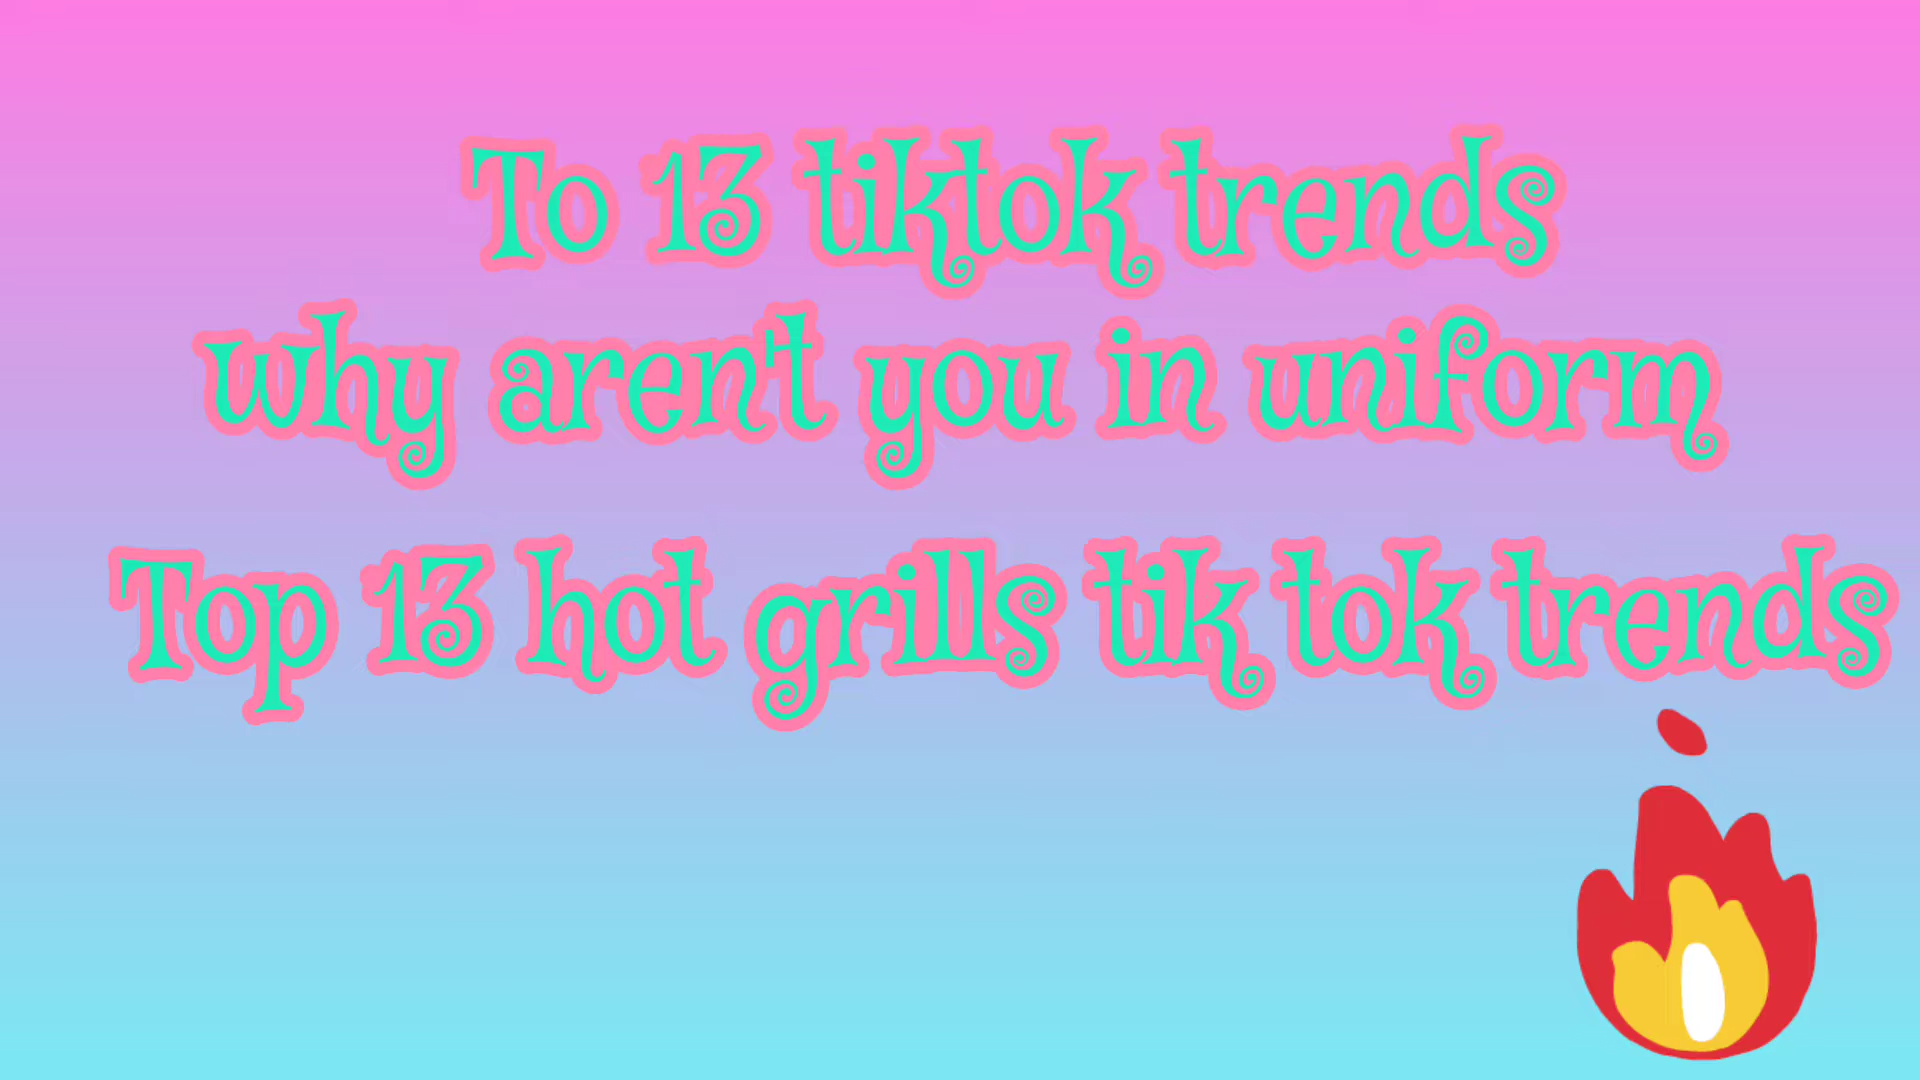 To 13 tiktok trends
why aren't you in uniform
Top 13 hot grills tik tok trends